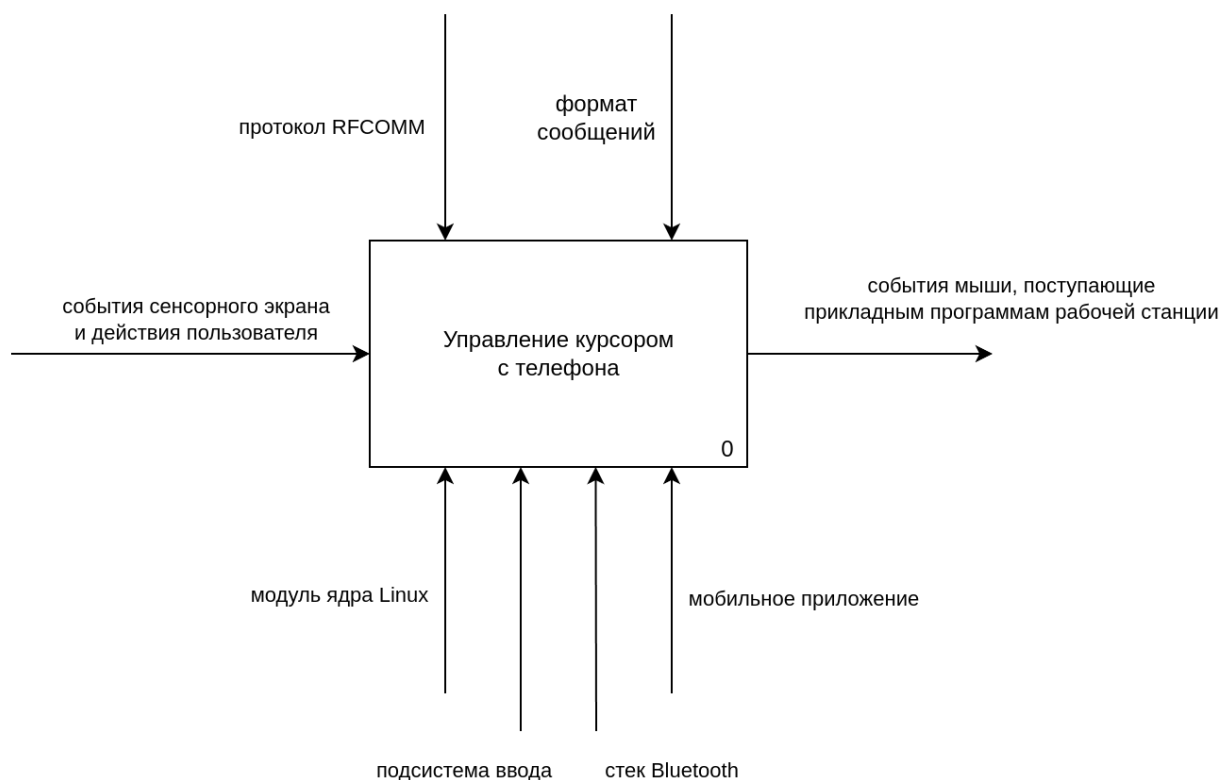 протокол RFCOMM
формат
сообщений
события сенсорного экрана
и действия пользователя
события мыши, поступающие
прикладным программам рабочей станции
Управление курсором
с телефона
0
модуль ядра Linux
мобильное приложение
подсистема ввода
стек Bluetooth